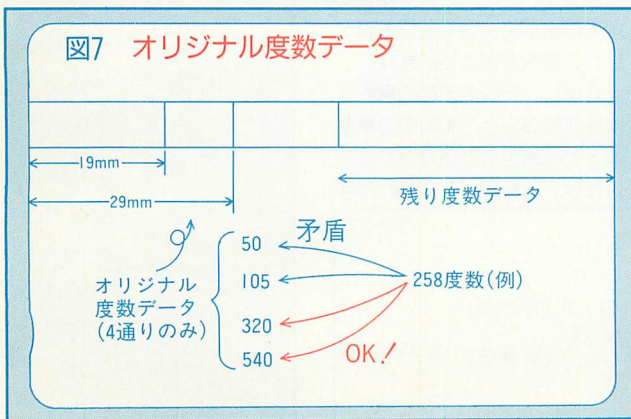 図7 オリジナル度数データ
19mm
29mm
残り度数データ
オリジナル
度数データ
(4通りのみ)
50
105
320
540
矛盾
258度数(例)
OK!